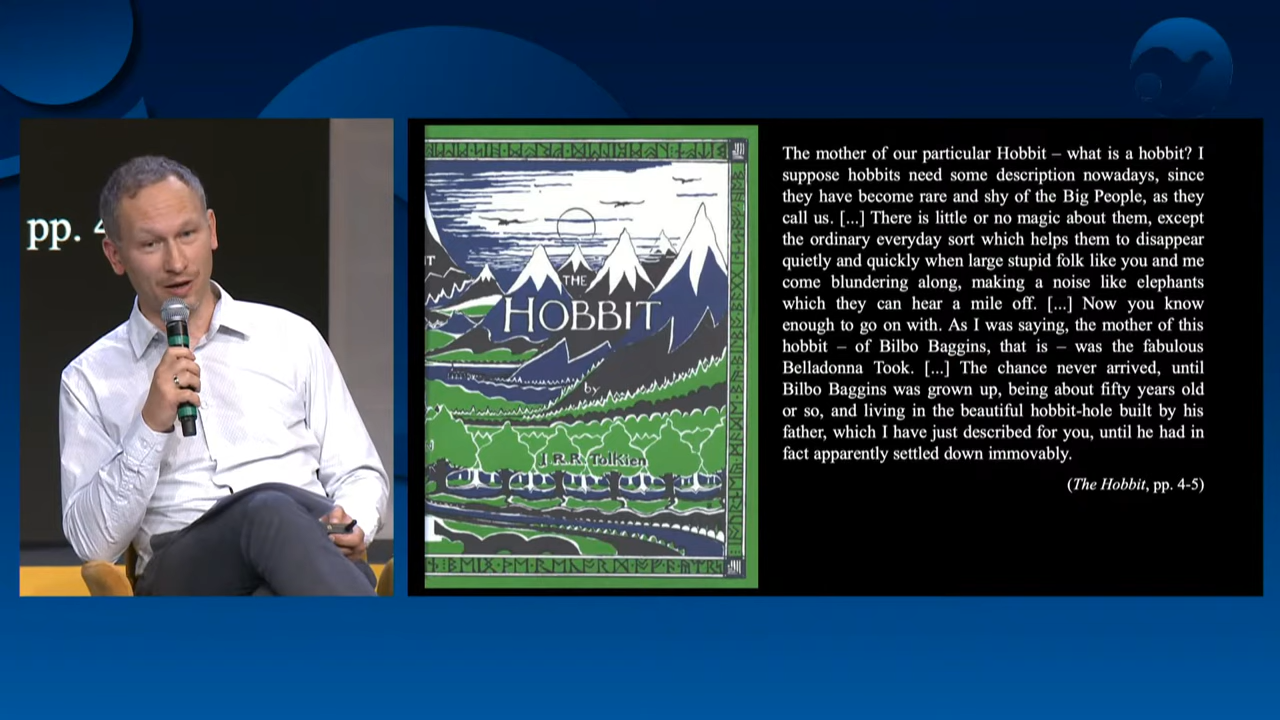 pp. 4
THE
HOBBIT
by
J.R.R. Tolkien
The mother of our particular Hobbit – what is a hobbit? I
suppose hobbits need some description nowadays, since
they have become rare and shy of the Big People, as they
call us. [...] There is little or no magic about them, except
the ordinary everyday sort which helps them to disappear
quietly and quickly when large stupid folk like you and me
come blundering along, making a noise like elephants
which they can hear a mile off. [...] Now you know
enough to go on with. As I was saying, the mother of this
hobbit – of Bilbo Baggins, that is – was the fabulous
Belladonna Took. [...] The chance never arrived, until
Bilbo Baggins was grown up, being about fifty years old
or so, and living in the beautiful hobbit-hole built by his
father, which I have just described for you, until he had in
fact apparently settled down immovably.
(The Hobbit, pp. 4-5)